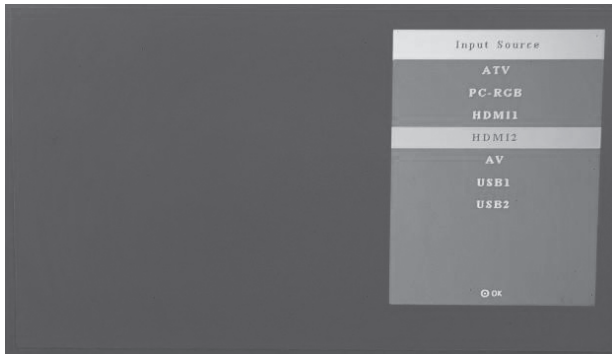 Input Source
ATV
PC-RGB
HDMI1
HDMI2
AV
USB1
USB2
OK